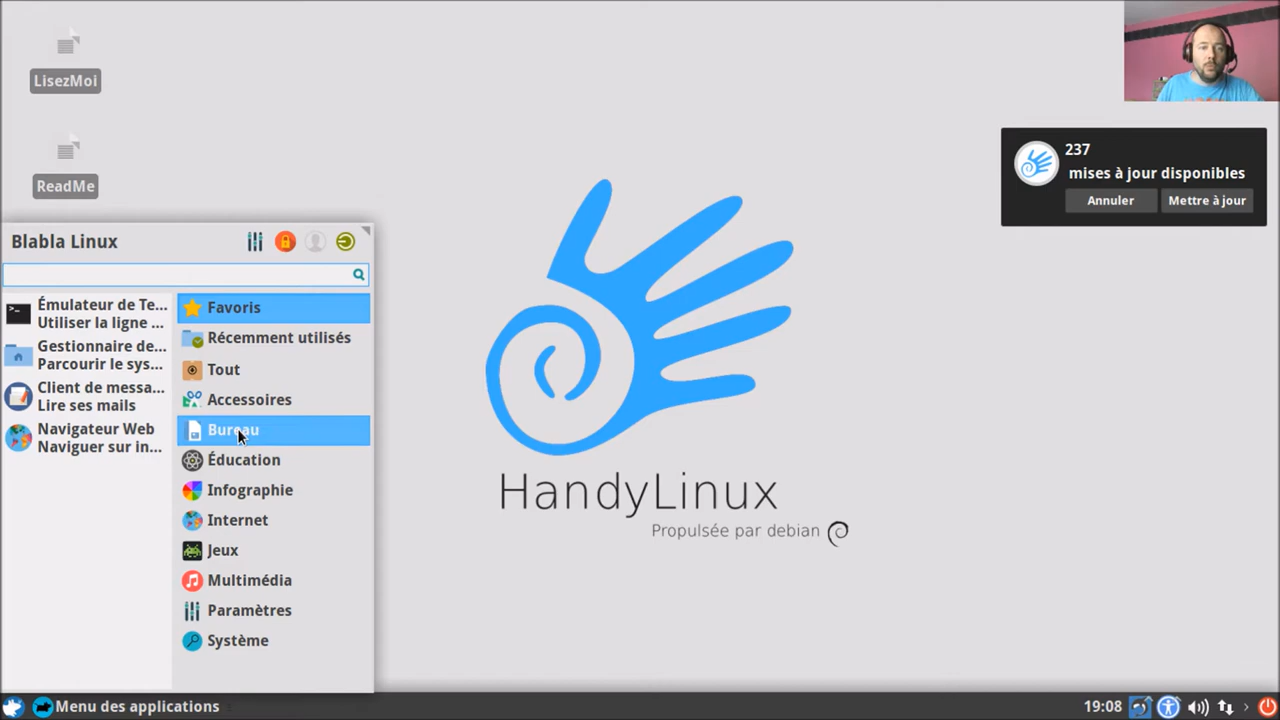 LisezMoi
ReadMe
237
mises à jour disponibles
Annuler
Mettre à jour
Blabla Linux
Émulateur de Te...
Utiliser la ligne ...
Gestionnaire de...
Parcourir le sys...
Client de messa...
Lire ses mails
Navigateur Web
Naviguer sur in...
Favoris
Récemment utilisés
Tout
Accessoires
Bureau
Éducation
Infographie
Internet
Jeux
Multimédia
Paramètres
Système
HandyLinux
Propulsée par debian
Menu des applications
19:08